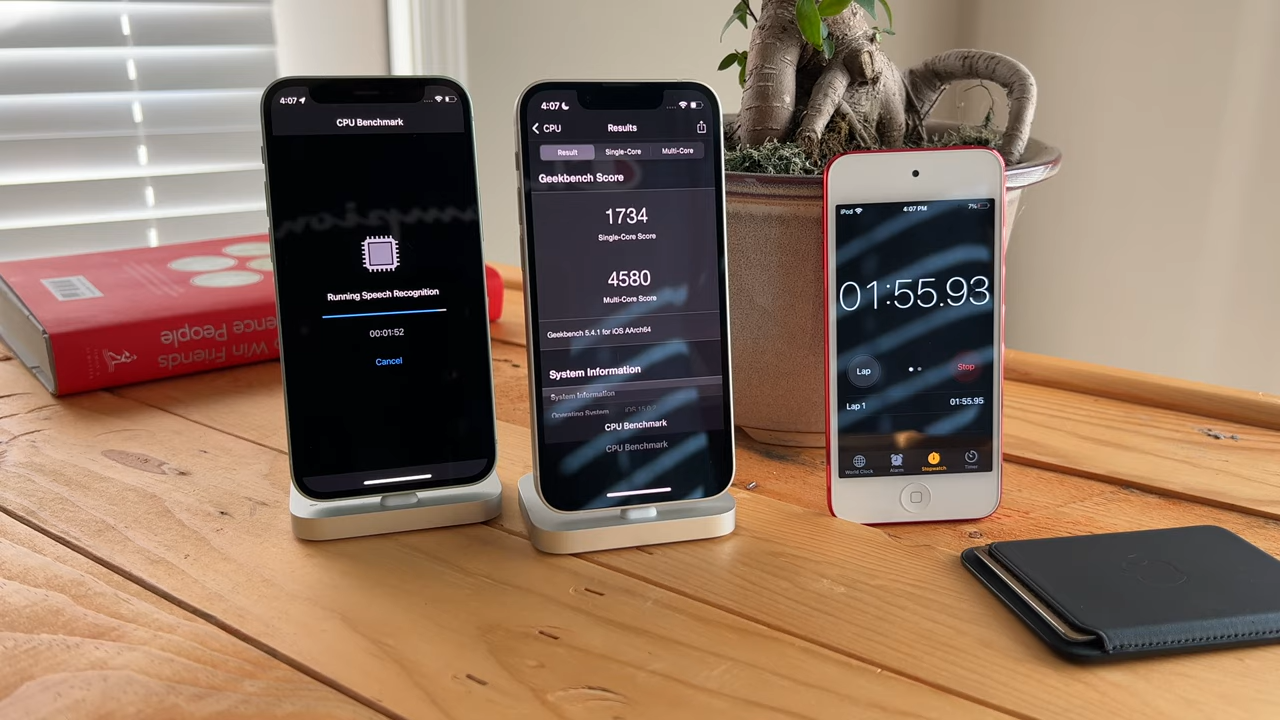 4:07
CPU Benchmark
Running Speech Recognition
00:01:52
Cancel
4:07
CPU
Results
Result
Single-Core
Multi-Core
Geekbench Score
1734
Single-Core Score
4580
Multi-Core Score
Geekbench 5.4.1 for iOS AArch64
System Information
System Information
Operating System
CPU Benchmark
CPU Benchmark
iPod
4:07 PM
7%
01:55.93
Lap
Stop
Lap 1
01:55.95
World Clock
Alarm
Stopwatch
Timer
Win Friends
ence People